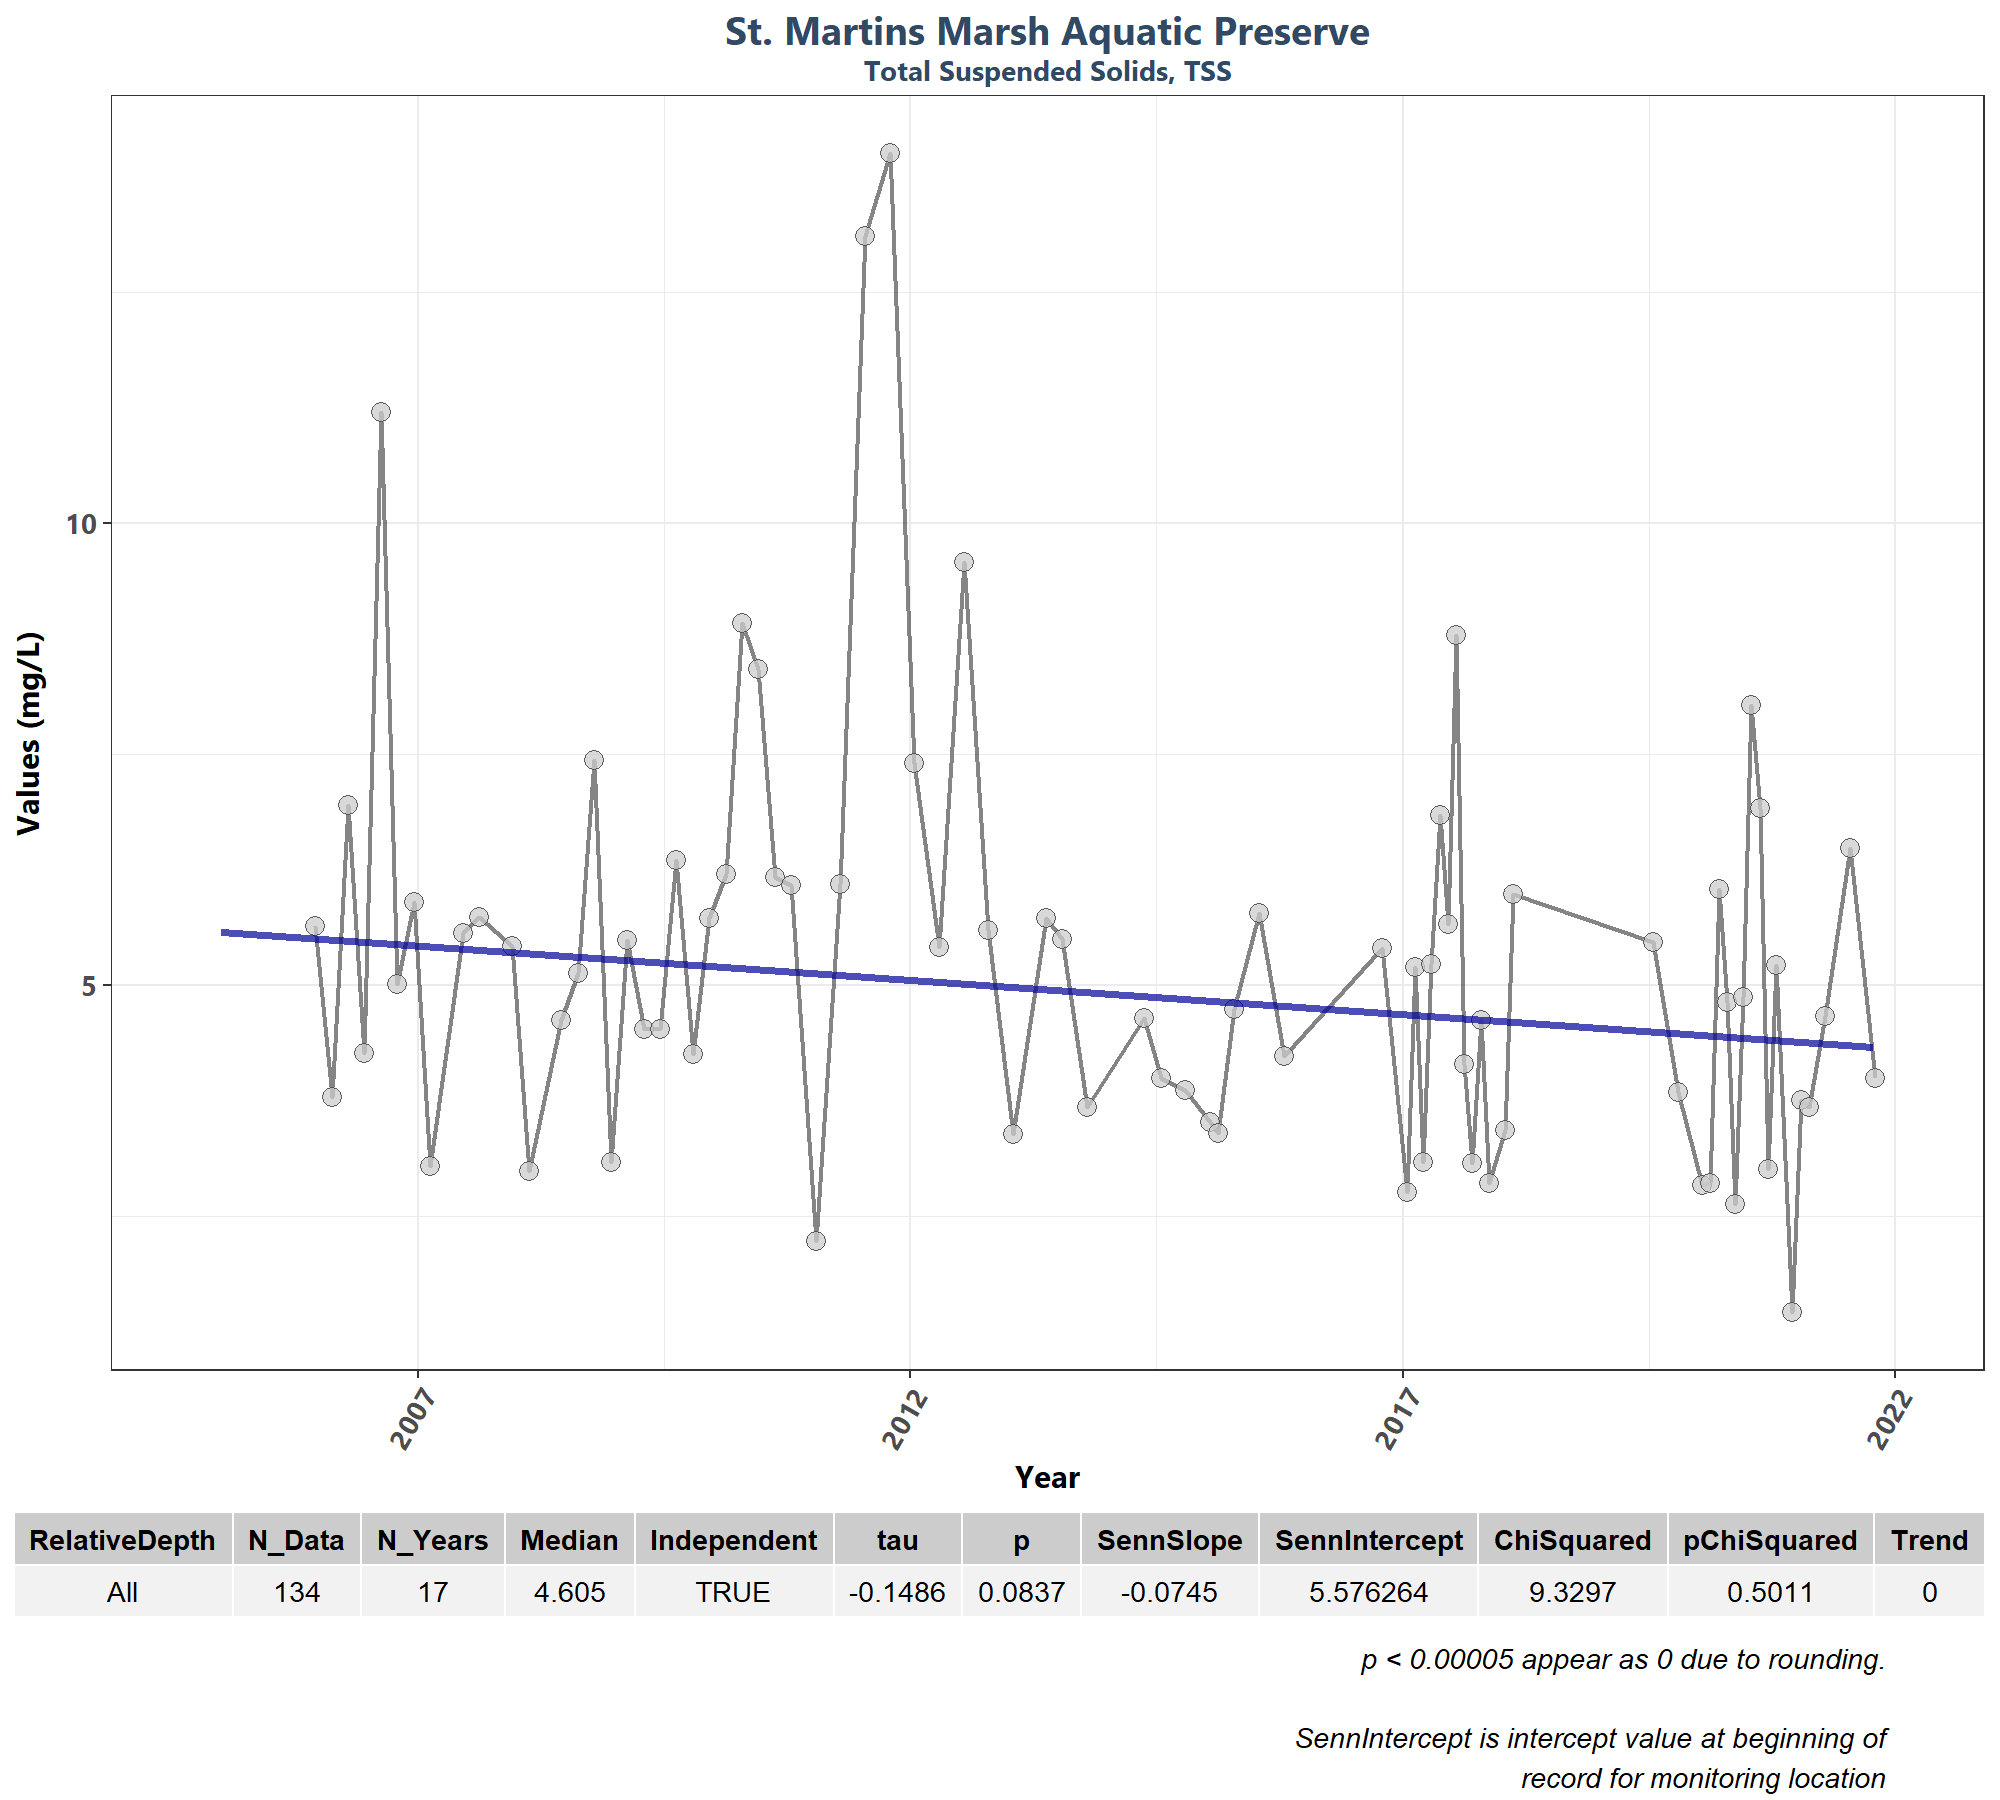 St. Martins Marsh Aquatic Preserve
Total Suspended Solids, TSS
Values (mg/L)
10
5
2007
2012
2017
2022
Year
RelativeDepth N_Data N_Years Median Independent tau p SennSlope SennIntercept ChiSquared pChiSquared Trend
All 134 17 4.605 TRUE -0.1486 0.0837 -0.0745 5.576264 9.3297 0.5011 0
p < 0.00005 appear as 0 due to rounding.
SennIntercept is intercept value at beginning of
record for monitoring location